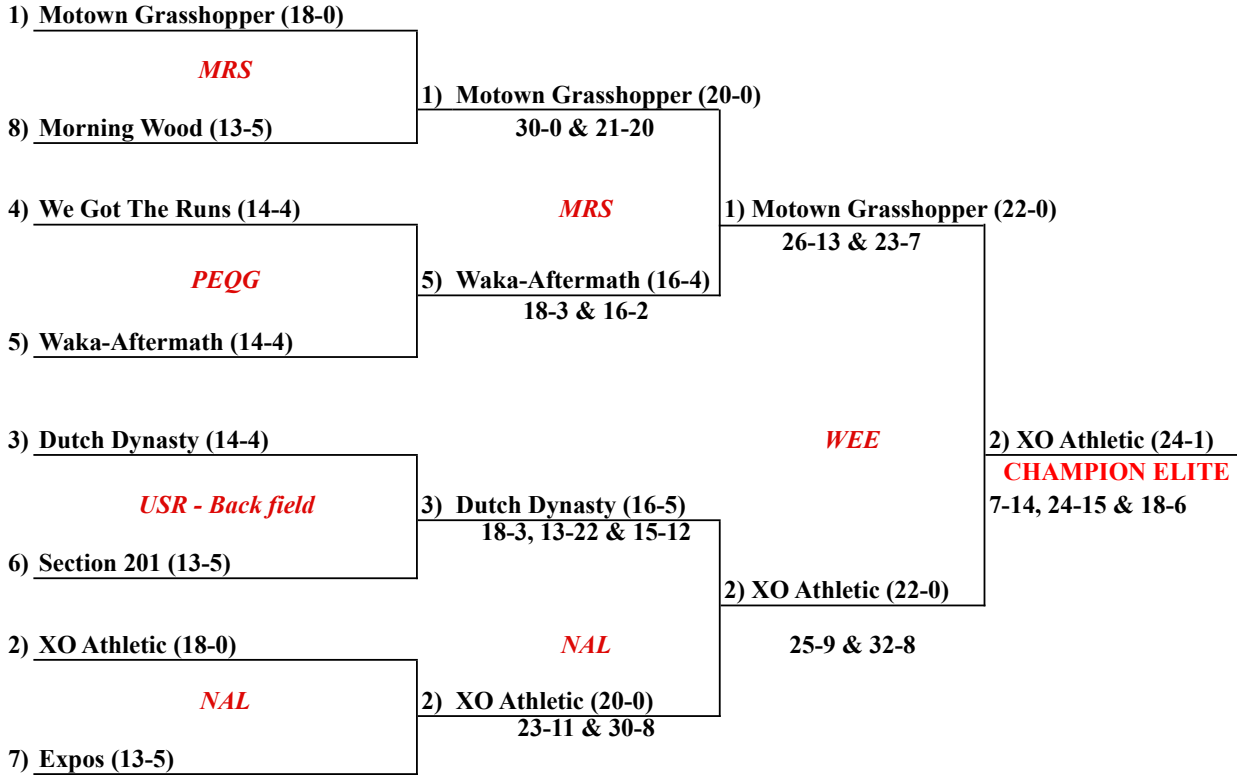 1) Motown Grasshopper (18-0)
MRS
8) Morning Wood (13-5)
4) We Got The Runs (14-4)
PEQG
5) Waka-Aftermath (14-4)
3) Dutch Dynasty (14-4)
USR - Back field
6) Section 201 (13-5)
2) XO Athletic (18-0)
NAL
7) Expos (13-5)
1) Motown Grasshopper (20-0)
30-0 & 21-20
MRS
5) Waka-Aftermath (16-4)
18-3 & 16-2
3) Dutch Dynasty (16-5)
18-3, 13-22 & 15-12
NAL
2) XO Athletic (20-0)
23-11 & 30-8
1) Motown Grasshopper (22-0)
26-13 & 23-7
WEE
2) XO Athletic (22-0)
25-9 & 32-8
2) XO Athletic (24-1)
CHAMPION ELITE
7-14, 24-15 & 18-6